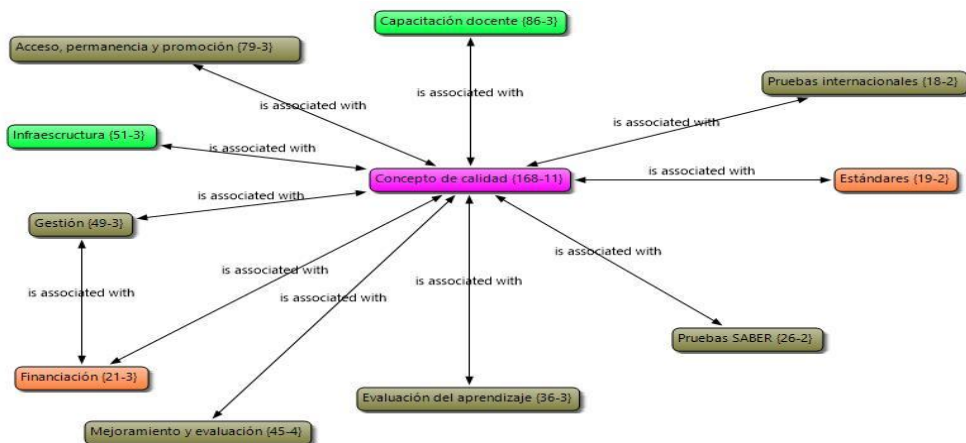 Capacitación docente {86-3}
Acceso, permanencia y promoción {79-3}
is associated with
is associated with
Pruebas internacionales {18-2}
is associated with
Infraescructura {51-3}
is associated with
Concepto de calidad {168-11}
is associated with
Estándares {19-2}
is associated with
Gestión {49-3}
is associated with
is associated with
is associated with
is associated with
is associated with
Pruebas SABER {26-2}
Financiación {21-3}
Evaluación del aprendizaje {36-3}
Mejoramiento y evaluación {45-4}